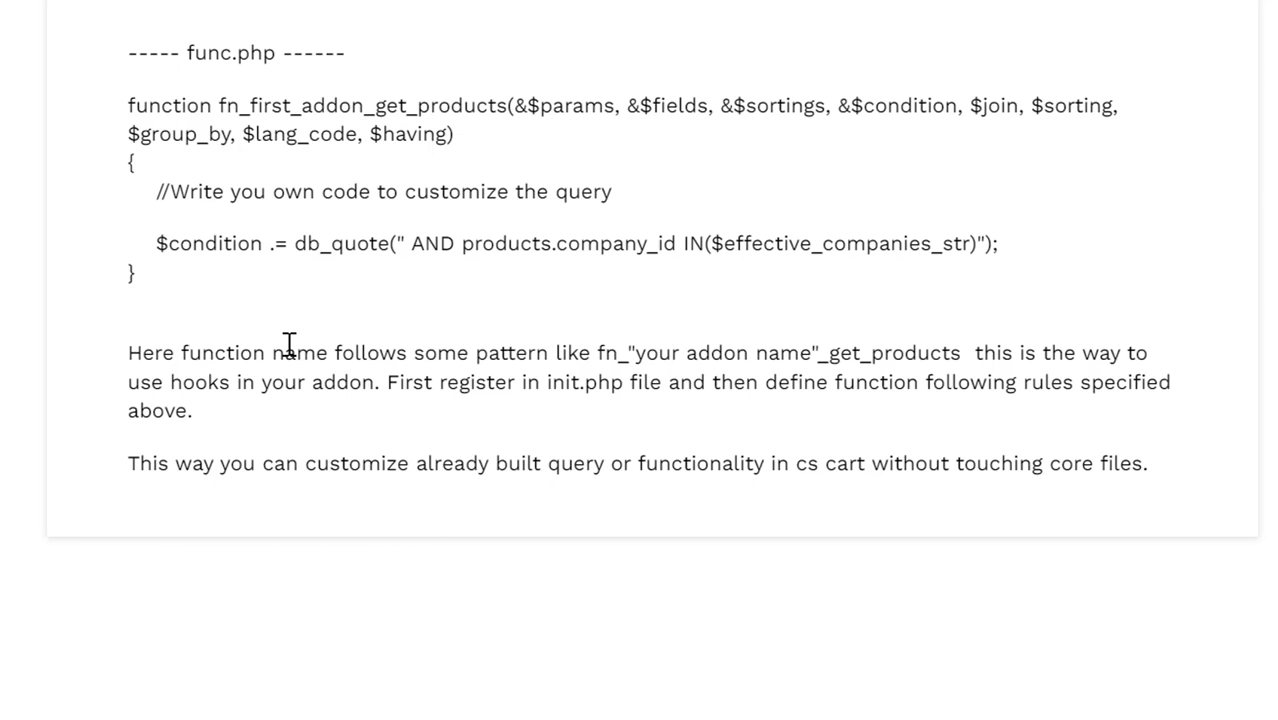 ----- func.php ------
function fn_first_addon_get_products(&$params, &$fields, &$sortings, &$condition, $join, $sorting,
$group_by, $lang_code, $having)
{
//Write you own code to customize the query
$condition .= db_quote(" AND products.company_id IN($effective_companies_str)");
}
Here function name follows some pattern like fn_"your addon name"_get_products  this is the way to
use hooks in your addon. First register in init.php file and then define function following rules specified
above.
This way you can customize already built query or functionality in cs cart without touching core files.